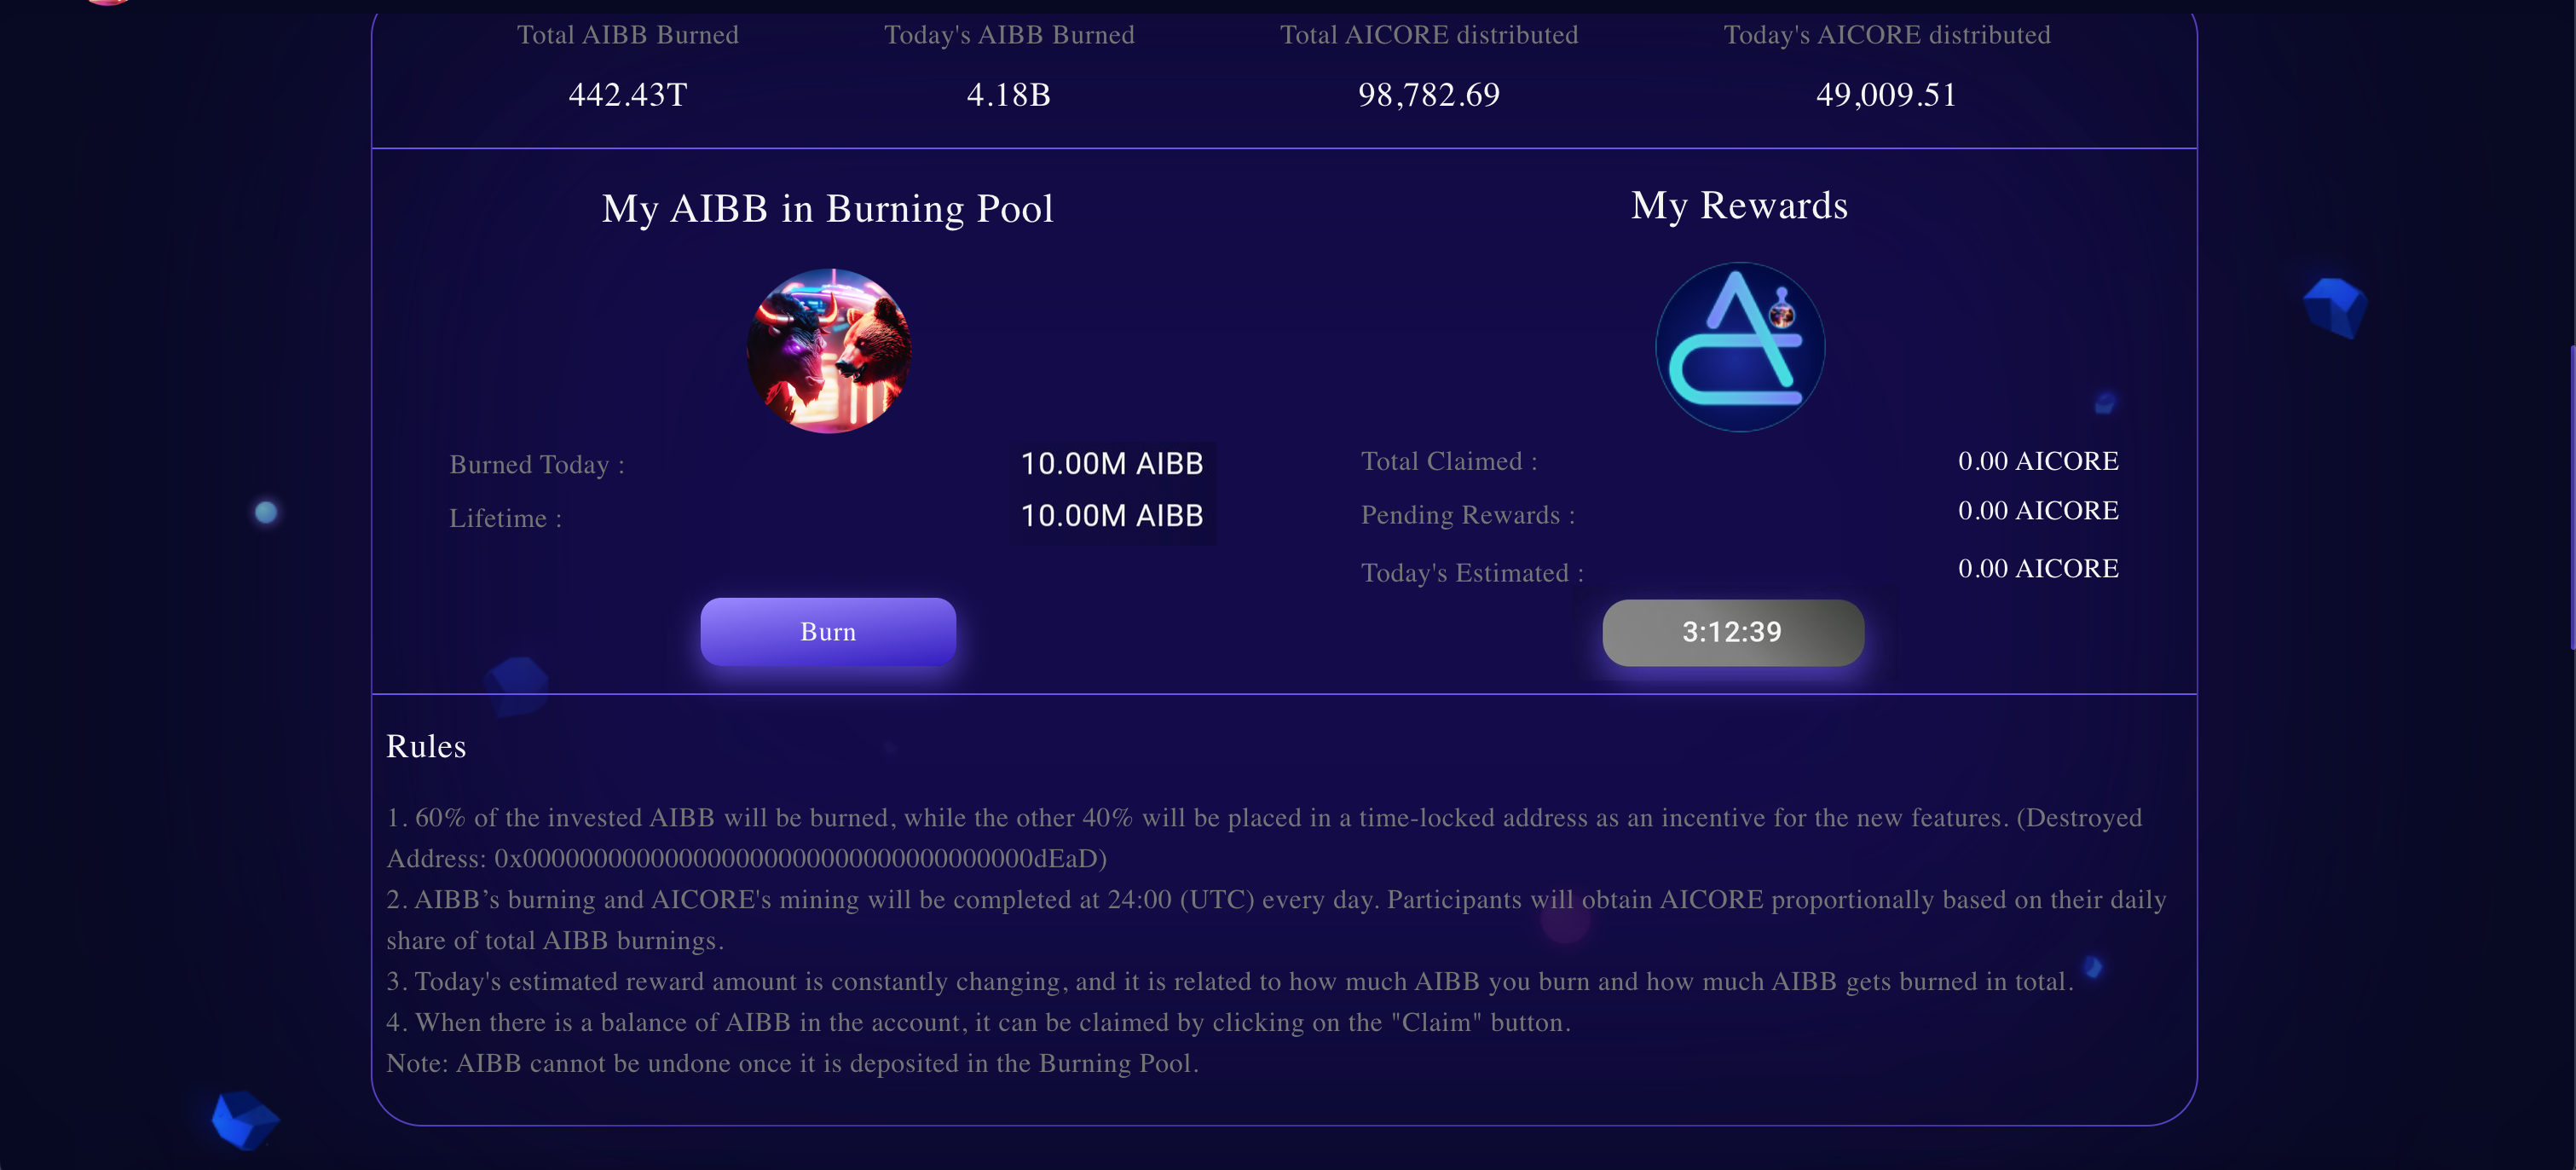 Total AIBB Burned
Today's AIBB Burned
Total AICORE distributed
Today's AICORE distributed
442.43T
4.18B
98,782.69
49,009.51
My AIBB in Burning Pool
My Rewards
Burned Today :
10.00M AIBB
Lifetime :
10.00M AIBB
Total Claimed :
0.00 AICORE
Pending Rewards :
0.00 AICORE
Today's Estimated :
0.00 AICORE
Burn
3:12:39
Rules
1. 60% of the invested AIBB will be burned, while the other 40% will be placed in a time-locked address as an incentive for the new features. (Destroyed
Address: 0x000000000000000000000000000000000000dEaD)
2. AIBB’s burning and AICORE's mining will be completed at 24:00 (UTC) every day. Participants will obtain AICORE proportionally based on their daily
share of total AIBB burnings.
3. Today's estimated reward amount is constantly changing, and it is related to how much AIBB you burn and how much AIBB gets burned in total.
4. When there is a balance of AIBB in the account, it can be claimed by clicking on the "Claim" button.
Note: AIBB cannot be undone once it is deposited in the Burning Pool.